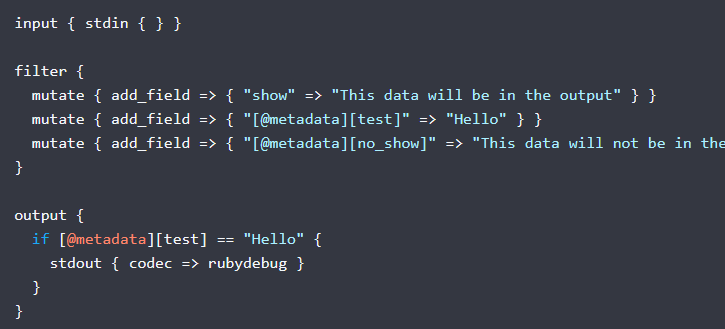 input { stdin { } }
filter {
mutate { add_field => { "show" => "This data will be in the output" } }
mutate { add_field => { "[@metadata][test]" => "Hello" } }
mutate { add_field => { "[@metadata][no_show]" => "This data will not be in the
}
output {
if [@metadata][test] == "Hello" {
stdout { codec => rubydebug }
}
}